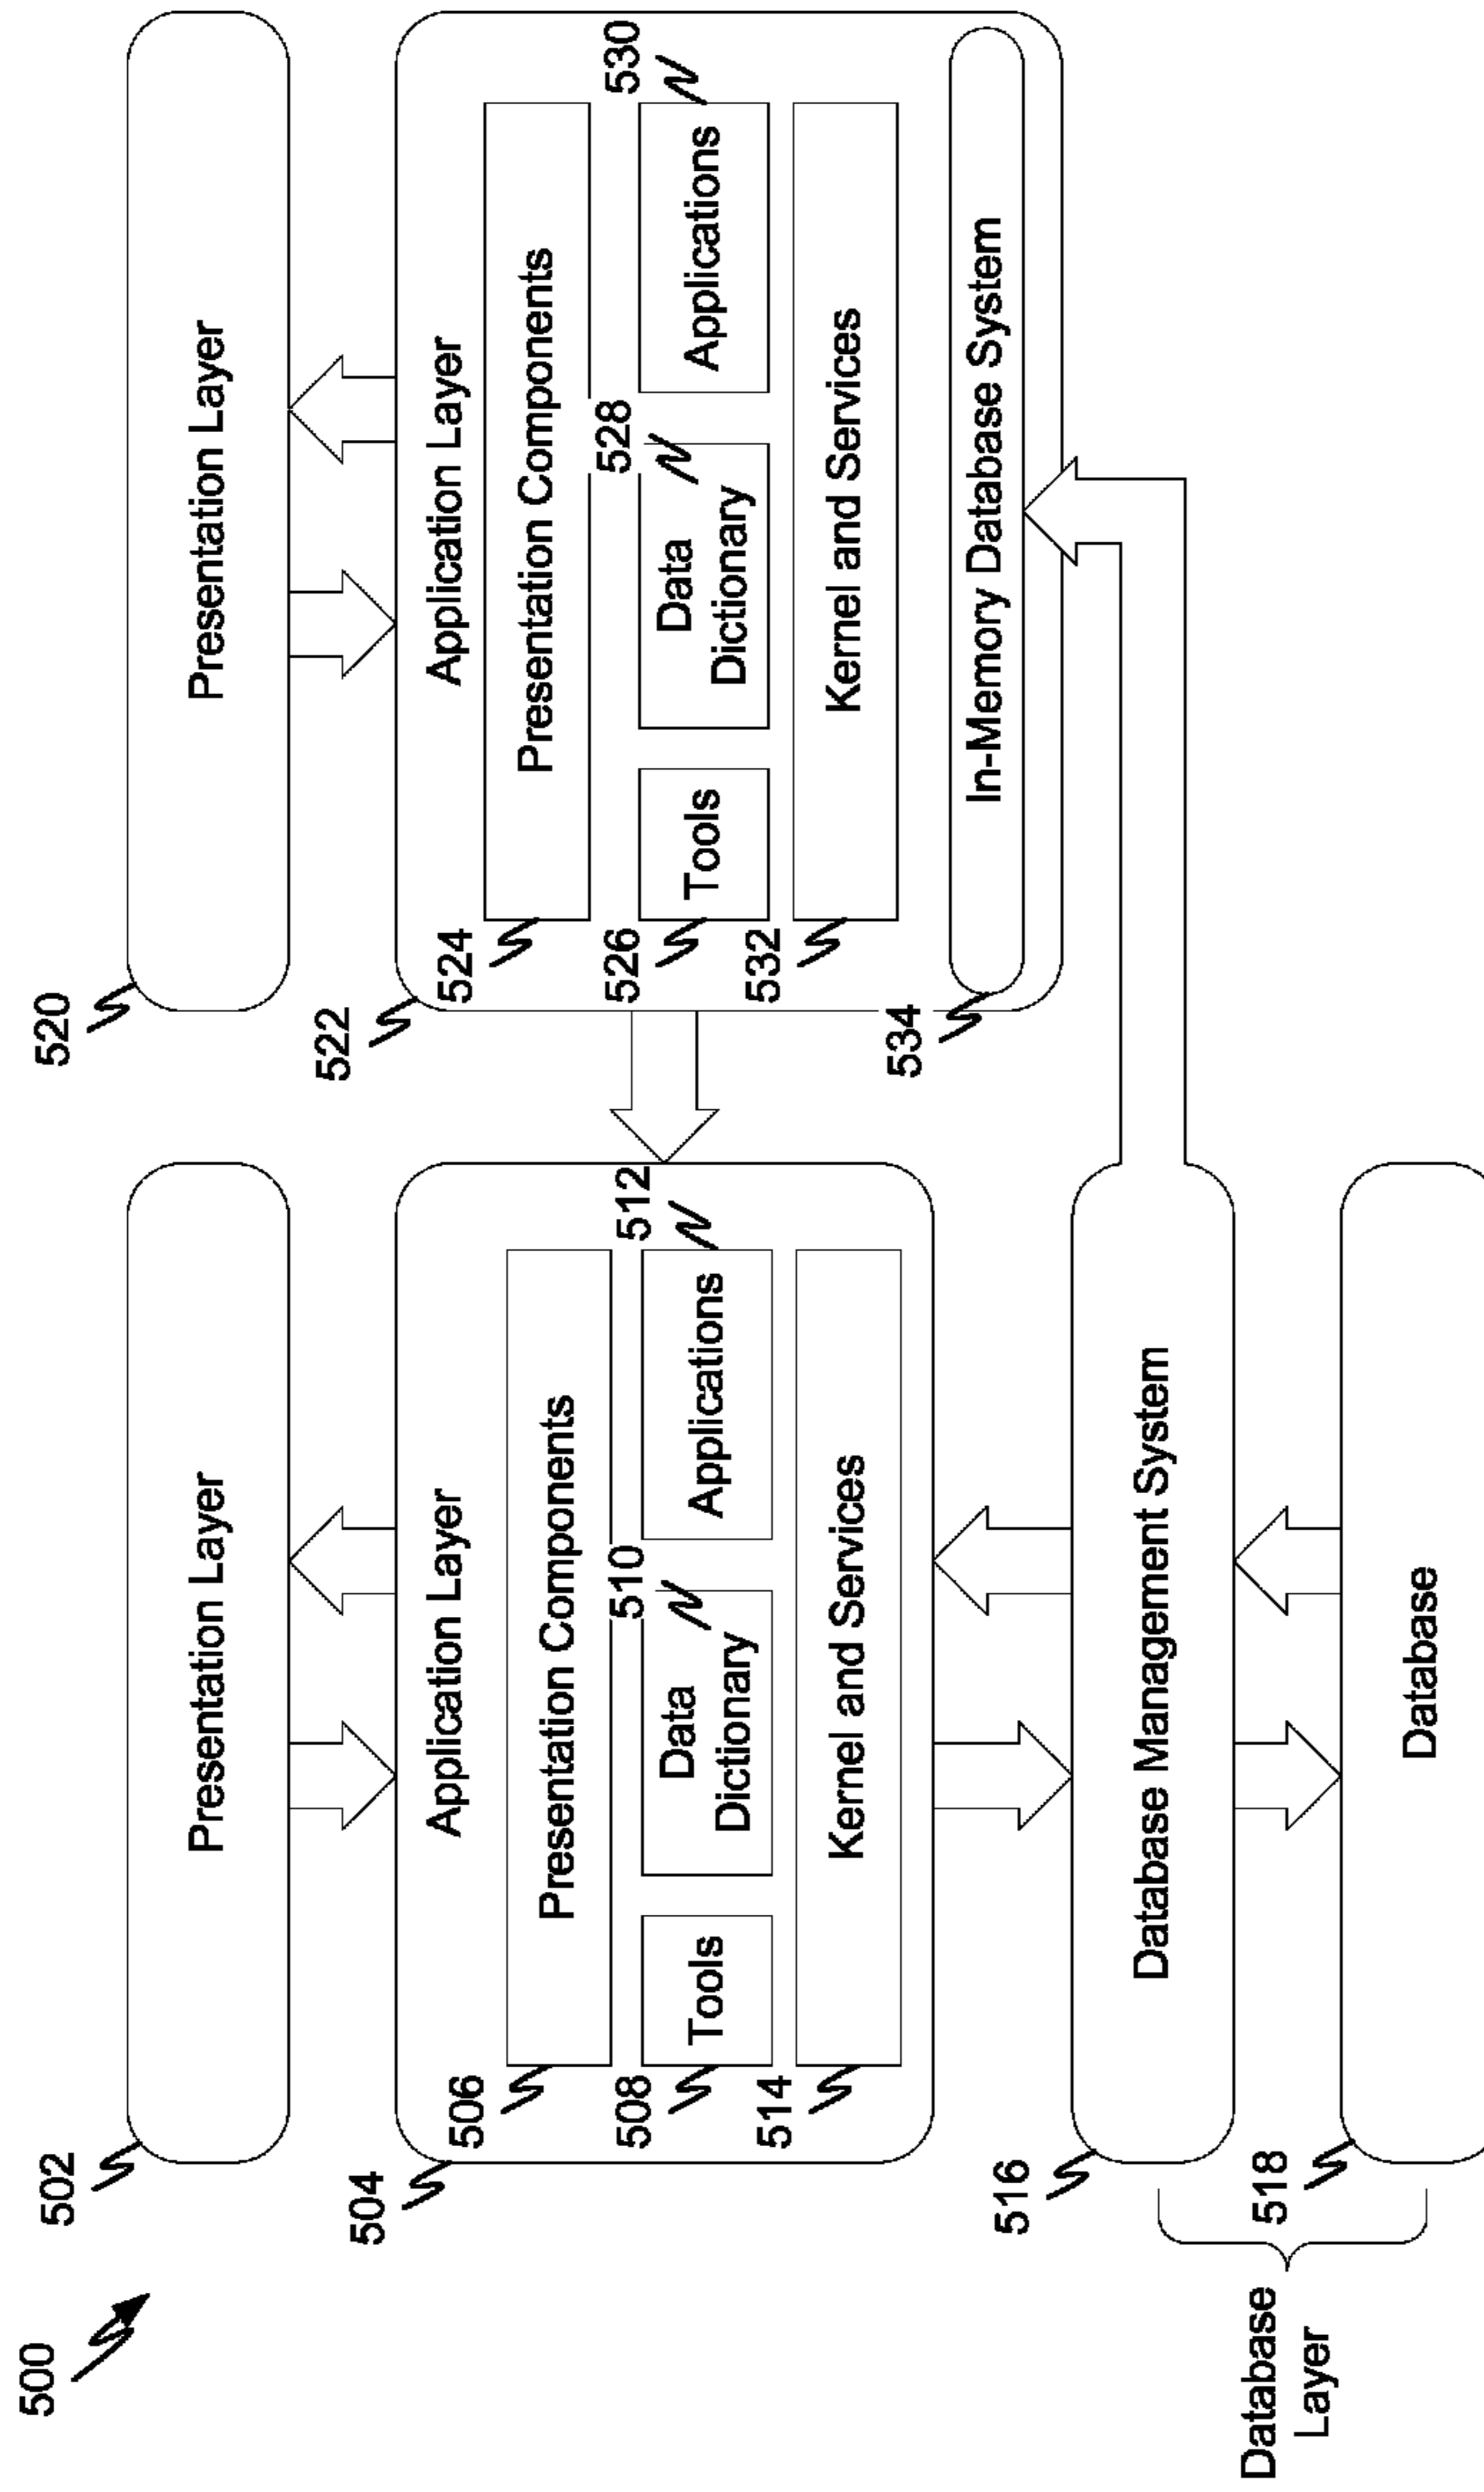 500
502
Presentation Layer
504
Application Layer
506
Presentation Components
508
Tools
510
Data
Dictionary
512
Applications
514
Kernel and Services
516
Database Management System
518
Database
Database
Layer
520
Presentation Layer
522
Application Layer
524
Presentation Components
526
Tools
528
Data
Dictionary
530
Applications
532
Kernel and Services
534
In-Memory Database System